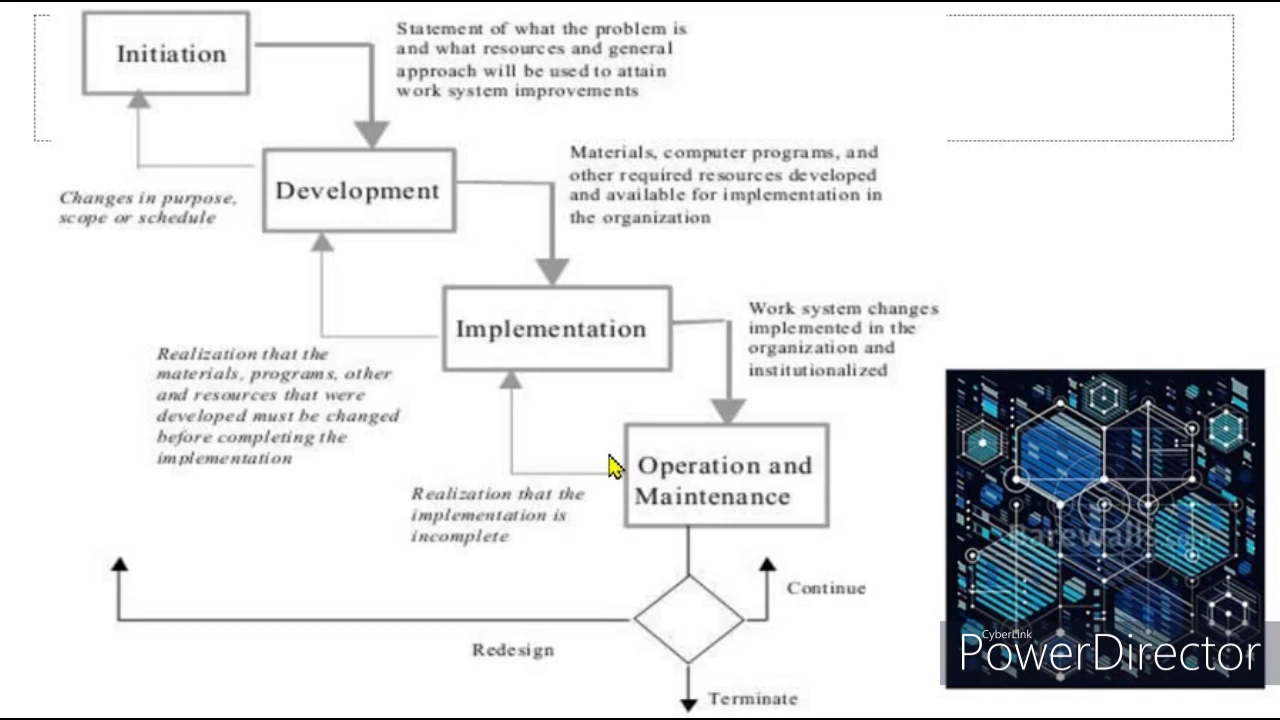 Initiation
Statement of what the problem is
and what resources and general
approach will be used to attain
work system improvements
Development
Materials, computer programs, and
other required resources developed
and available for implementation in
the organization
Changes in purpose,
scope or schedule
Implementation
Work system changes
implemented in the
organization and
institutionalized
Realization that the
materials, programs, other
and resources that were
developed must be changed
before completing the
implementation
Operation and
Maintenance
Realization that the
implementation is
incomplete
Continue
Redesign
Terminate
CyberLink
PowerDirector